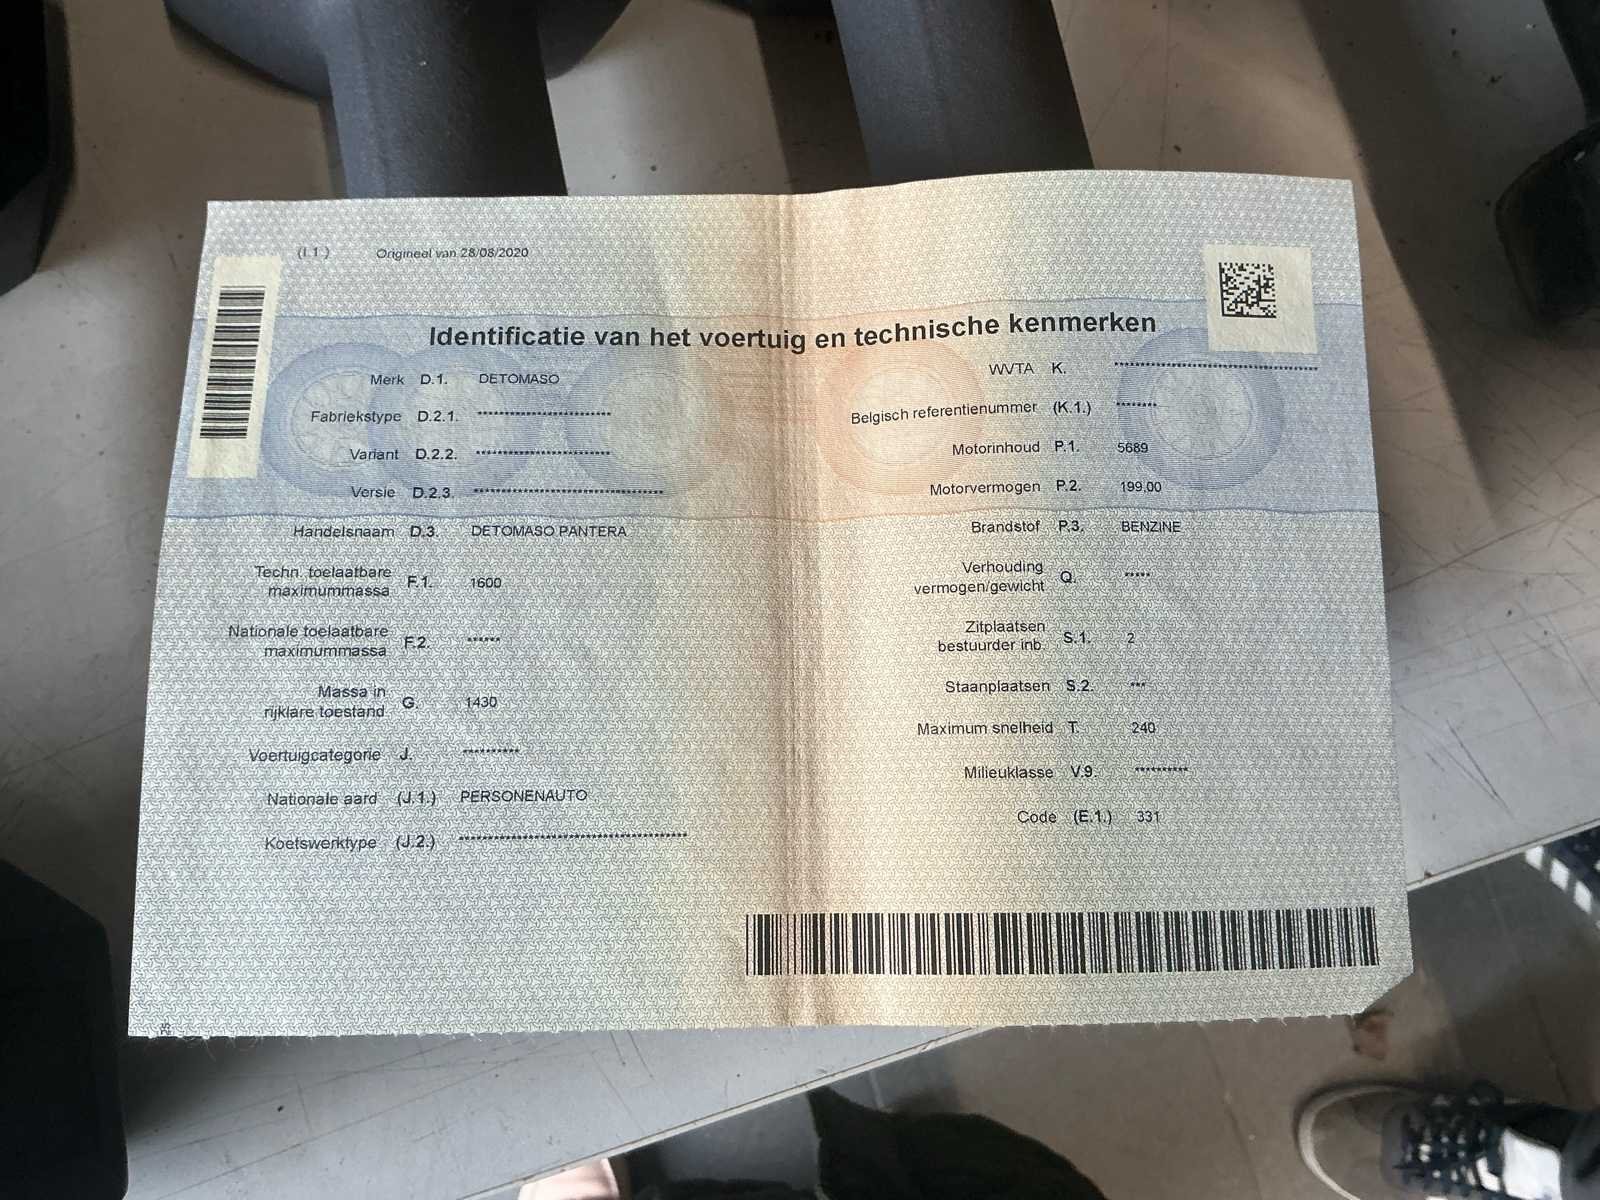 (I.1.) Origineel van 28/08/2020
Identificatie van het voertuig en technische kenmerken
Merk D.1. DETOMASO
Fabriekstype D.2.1. ********************
Variant D.2.2. ********************
Versie D.2.3. *****************************
Handelsnaam D.3. DETOMASO PANTERA
Techn. toelaatbare
maximummassa F.1. 1600
Nationale toelaatbare
maximummassa F.2. *****
Massa in
rijklare toestand G. 1430
Voertuigcategorie J. *********
Nationale aard (J.1.) PERSONENAUTO
Koetswerktype (J.2.) ***********************************
WVTA K. ********************************
Belgisch referentienummer (K.1.) *******
Motorinhoud P.1. 5689
Motorvermogen P.2. 199,00
Brandstof P.3. BENZINE
Verhouding
vermogen/gewicht Q. *****
Zitplaatsen
bestuurder inb. S.1. 2
Staanplaatsen S.2. ***
Maximum snelheid T. 240
Milieuklasse V.9. *********
Code (E.1.) 331